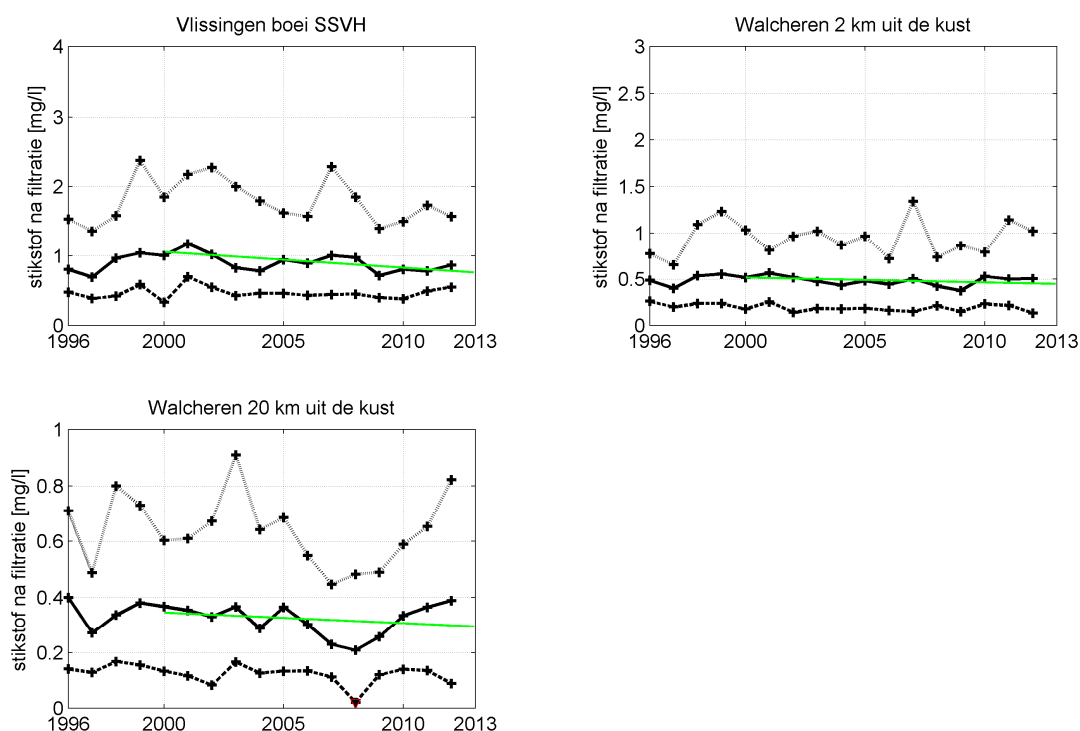 Vlissingen boei SSVH
stikstof na filtratie [mg/l]
4
3
2
1
0
1996 2000 2005 2010 2013
Walcheren 2 km uit de kust
stikstof na filtratie [mg/l]
3
2.5
2
1.5
1
0.5
0
1996 2000 2005 2010 2013
Walcheren 20 km uit de kust
stikstof na filtratie [mg/l]
1
0.8
0.6
0.4
0.2
0
1996 2000 2005 2010 2013